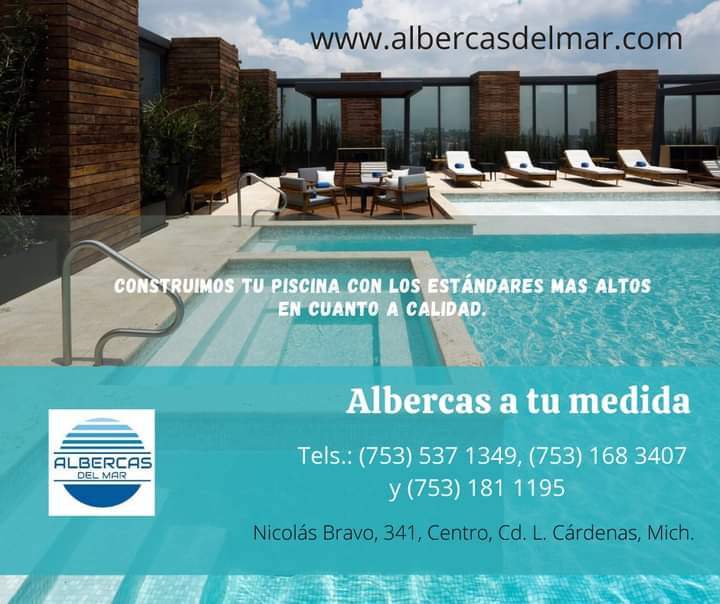 www.albercasdelmar.com
CONSTRUIMOS TU PISCINA CON LOS ESTÁNDARES MAS ALTOS
EN CUANTO A CALIDAD.
Albercas a tu medida
ALBERCAS
DEL MAR
Tels.: (753) 537 1349, (753) 168 3407
y (753) 181 1195
Nicolás Bravo, 341, Centro, Cd. L. Cárdenas, Mich.